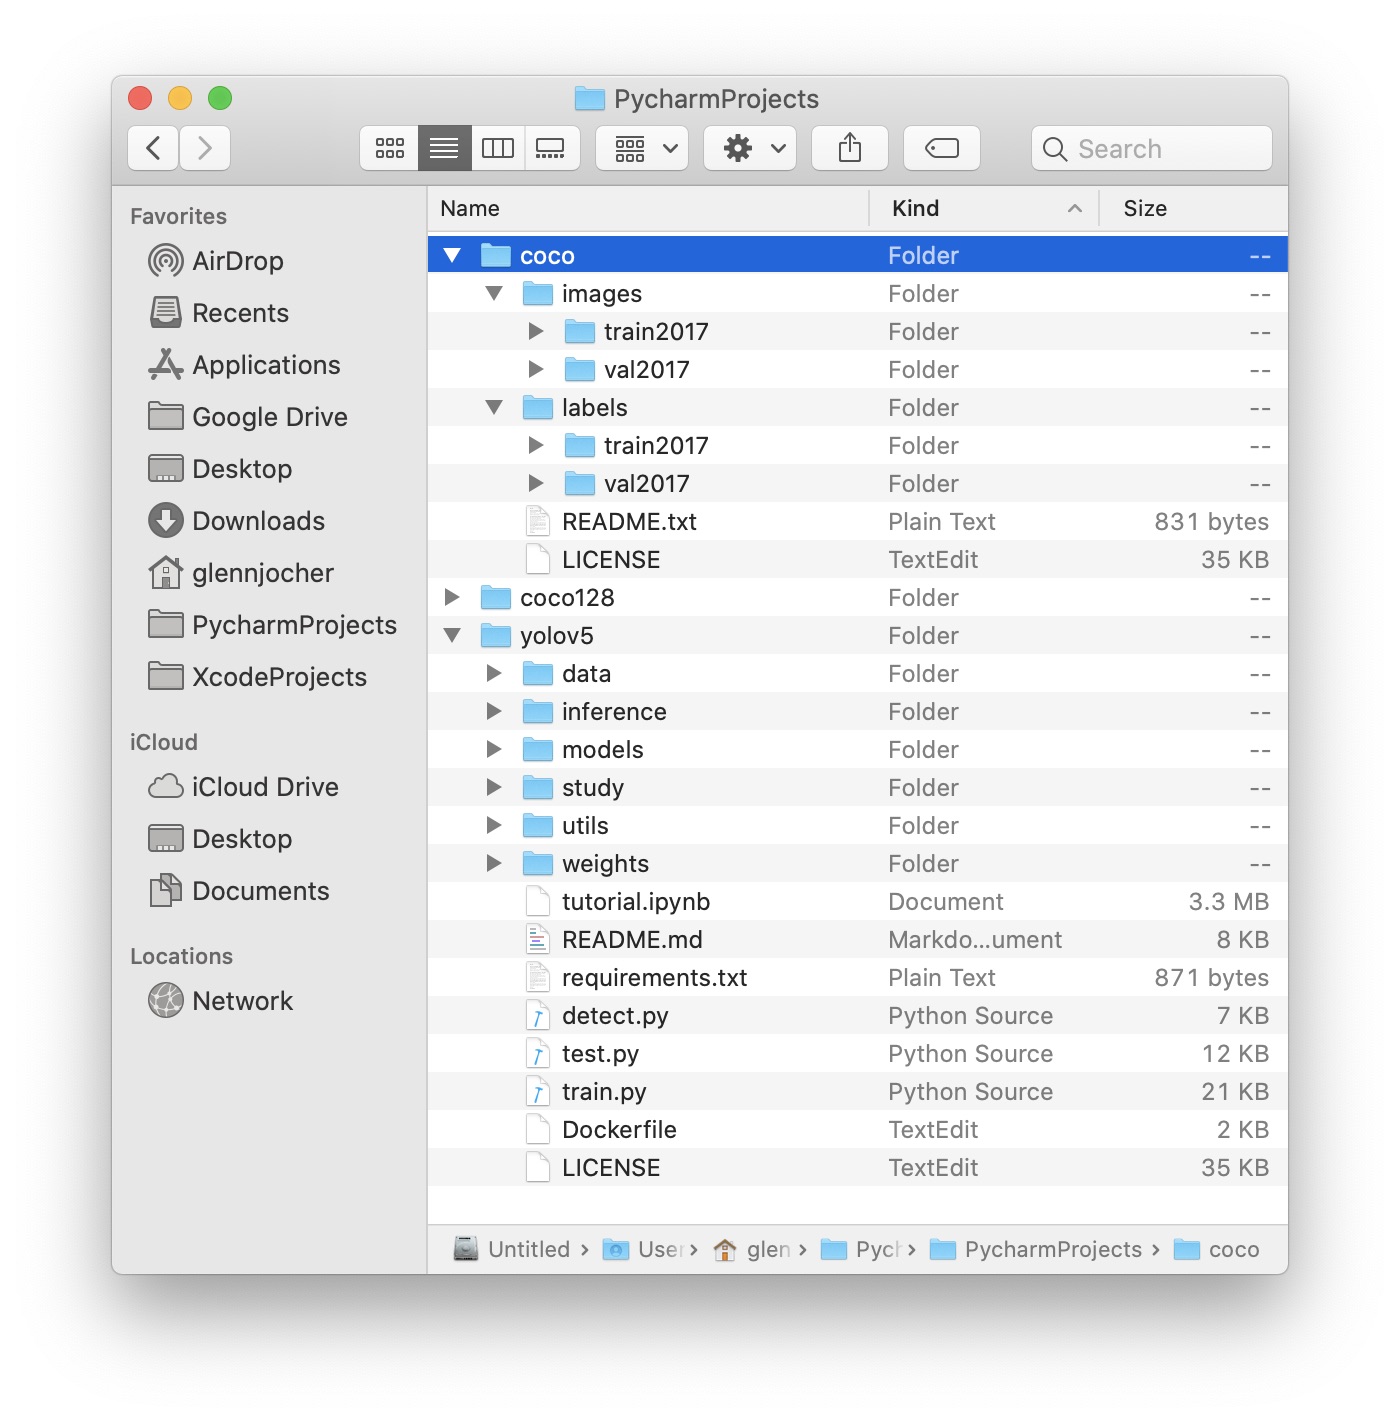 PycharmProjects
Search
Favorites
AirDrop
Recents
Applications
Google Drive
Desktop
Downloads
glennjocher
PycharmProjects
XcodeProjects
iCloud
iCloud Drive
Desktop
Documents
Locations
Network
Name Kind Size
coco Folder --
images Folder --
train2017 Folder --
val2017 Folder --
labels Folder --
train2017 Folder --
val2017 Folder --
README.txt Plain Text 831 bytes
LICENSE TextEdit 35 KB
coco128 Folder --
yolov5 Folder --
data Folder --
inference Folder --
models Folder --
study Folder --
utils Folder --
weights Folder --
tutorial.ipynb Document 3.3 MB
README.md Markdo...ument 8 KB
requirements.txt Plain Text 871 bytes
detect.py Python Source 7 KB
test.py Python Source 12 KB
train.py Python Source 21 KB
Dockerfile TextEdit 2 KB
LICENSE TextEdit 35 KB
Untitled › User › glen › Pych › PycharmProjects › coco